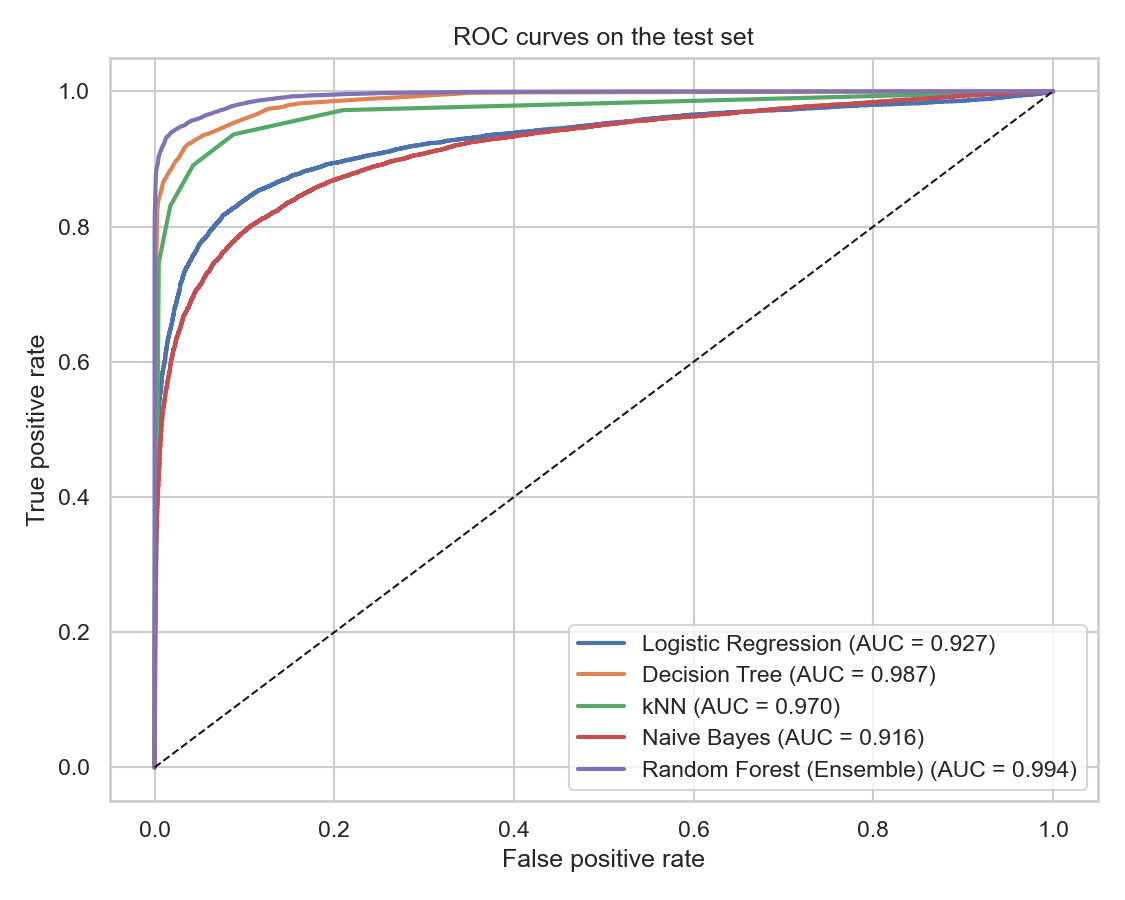 ROC curves on the test set
1.0
0.8
0.6
0.4
0.2
0.0
True positive rate
Logistic Regression (AUC = 0.927)
Decision Tree (AUC = 0.987)
kNN (AUC = 0.970)
Naive Bayes (AUC = 0.916)
Random Forest (Ensemble) (AUC = 0.994)
0.0 0.2 0.4 0.6 0.8 1.0
False positive rate